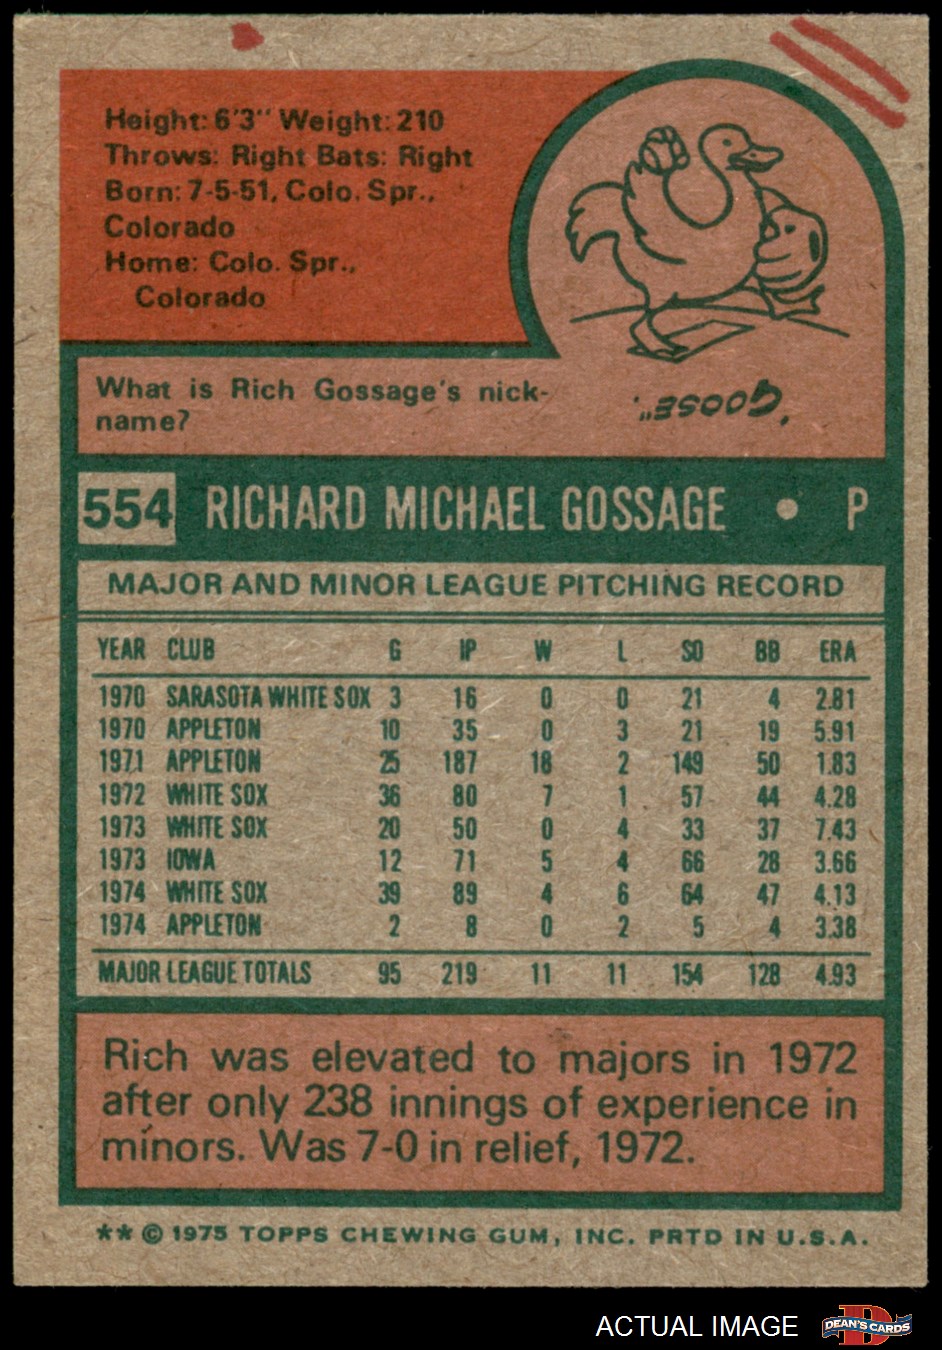 Height: 6'3" Weight: 210
Throws: Right Bats: Right
Born: 7-5-51, Colo. Spr.,
Colorado
Home: Colo. Spr.,
Colorado
What is Rich Gossage's nick-
name?
"Goose".
554 RICHARD MICHAEL GOSSAGE • P
MAJOR AND MINOR LEAGUE PITCHING RECORD
YEAR CLUB G IP W L SO BB ERA
1970 SARASOTA WHITE SOX 3 16 0 0 21 4 2.81
1970 APPLETON 10 35 0 3 21 19 5.91
1971 APPLETON 25 187 18 2 149 50 1.83
1972 WHITE SOX 36 80 7 1 57 44 4.28
1973 WHITE SOX 20 50 0 4 33 37 7.43
1973 IOWA 12 71 5 4 66 28 3.66
1974 WHITE SOX 39 89 4 6 64 47 4.13
1974 APPLETON 2 8 0 2 5 4 3.38
MAJOR LEAGUE TOTALS 95 219 11 11 154 128 4.93
Rich was elevated to majors in 1972
after only 238 innings of experience in
minors. Was 7-0 in relief, 1972.
** © 1975 TOPPS CHEWING GUM, INC. PRTD IN U.S.A.
ACTUAL IMAGE
D
DEAN'S CARDS